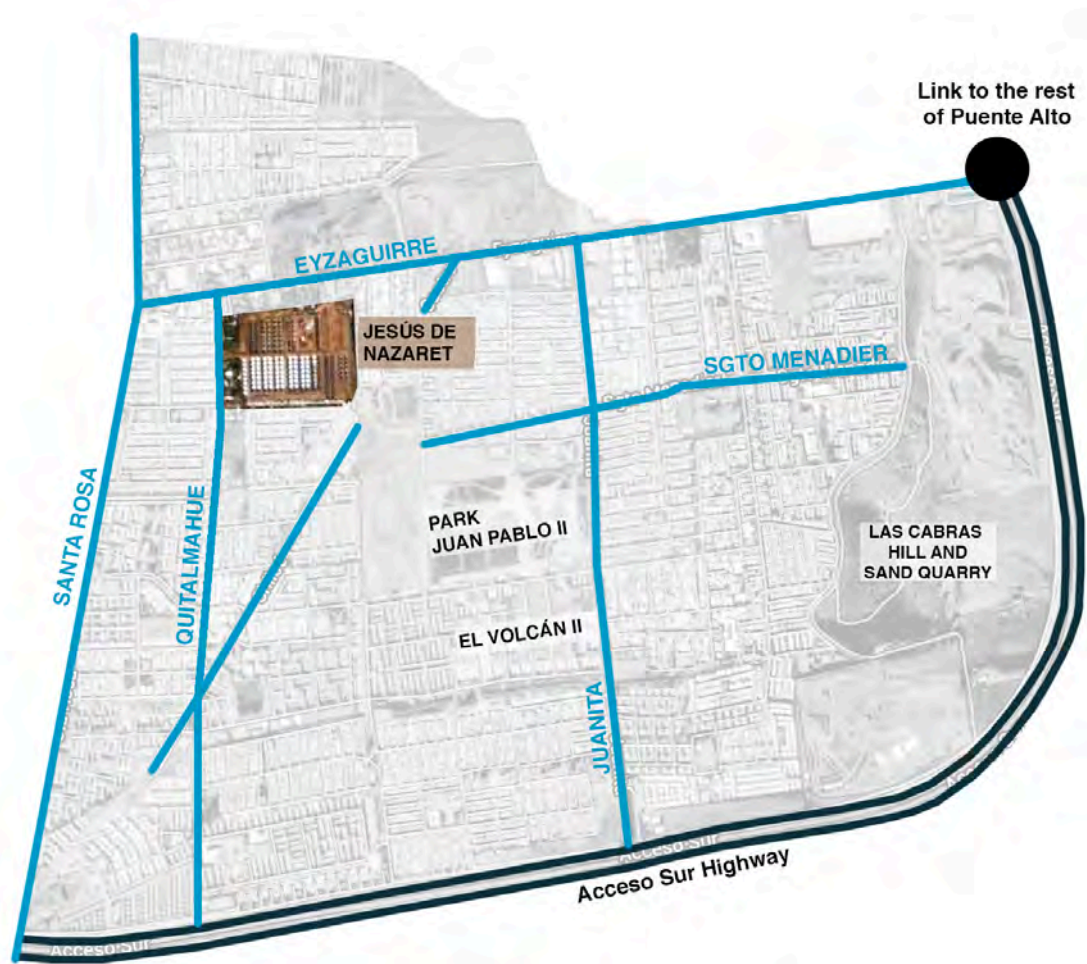 Link to the rest
of Puente Alto
EYZAGUIRRE
JESÚS DE
NAZARET
SGTO MENADIER
SANTA ROSA
QUITALMAHUE
PARK
JUAN PABLO II
LAS CABRAS
HILL AND
SAND QUARRY
EL VOLCÁN II
JUANITA
Acceso Sur
Acceso Sur Highway
Acceso Sur